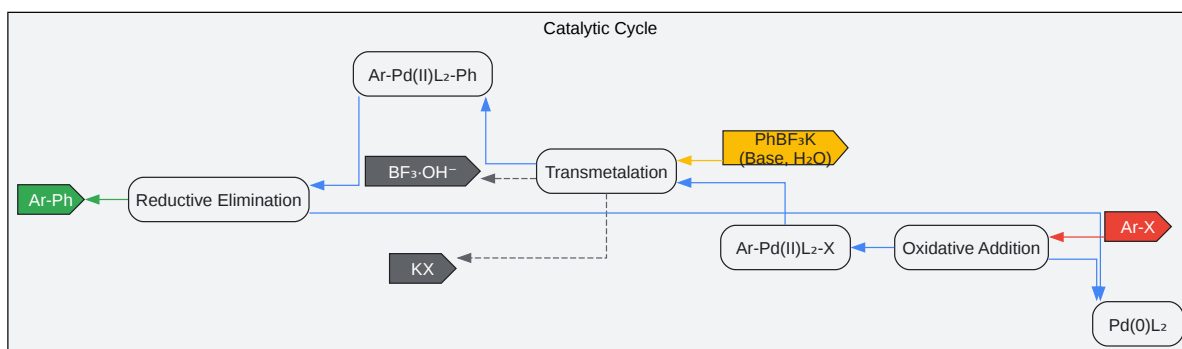 Catalytic Cycle
Ar-Pd(II)L₂-Ph
PhBF₃K
(Base, H₂O)
BF₃·OH⁻
Transmetalation
Ar-Ph
Reductive Elimination
Ar-X
Ar-Pd(II)L₂-X
Oxidative Addition
KX
Pd(0)L₂